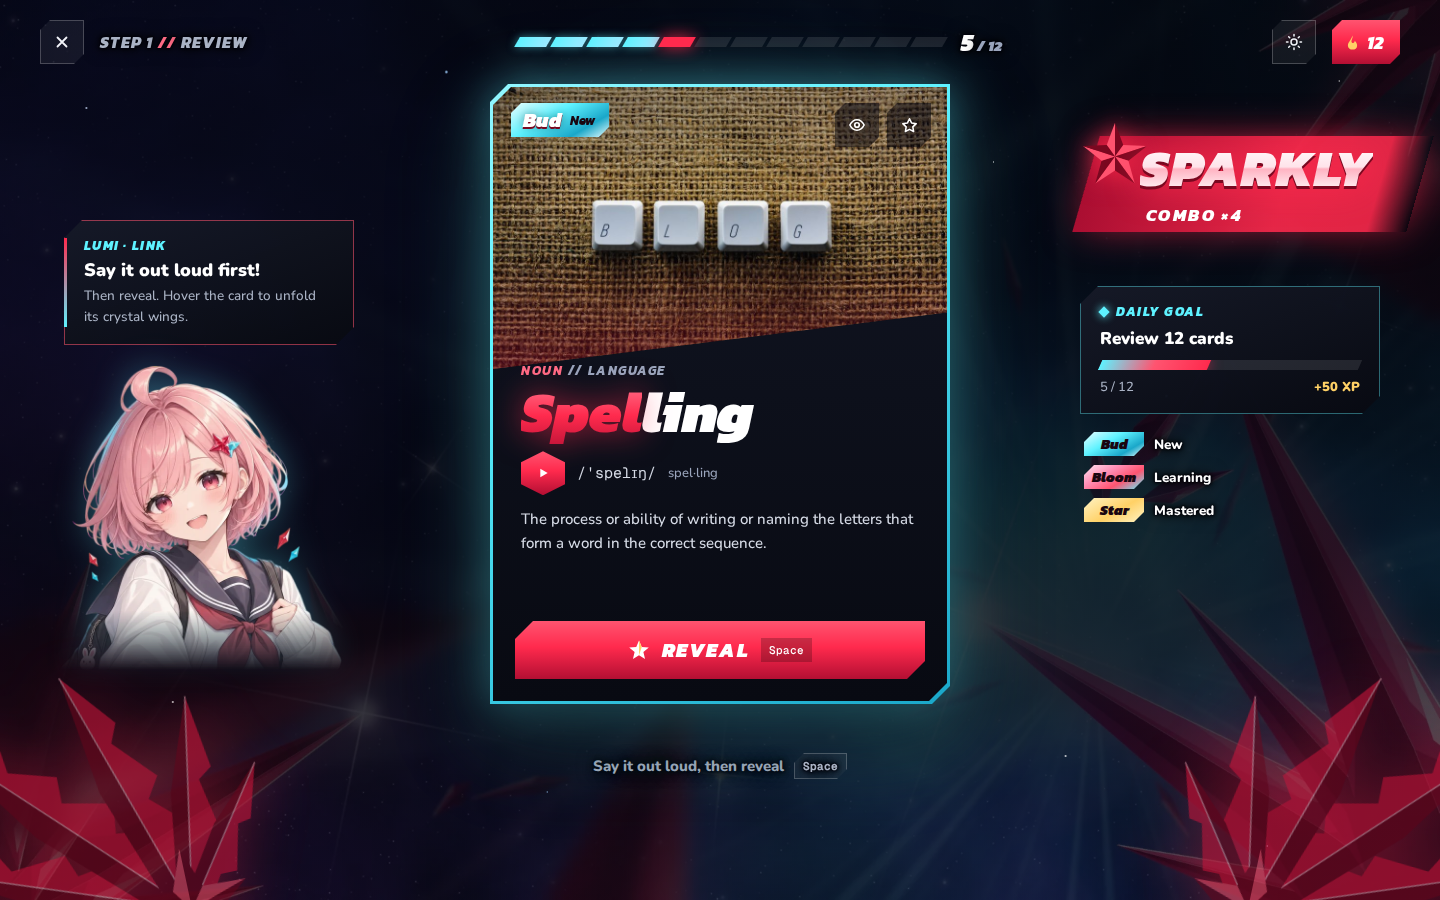 STEP 1 // REVIEW
5 / 12
12
Bud New
B L O G
SPARKLY
COMBO ×4
LUMI · LINK
Say it out loud first!
Then reveal. Hover the card to unfold
its crystal wings.
DAILY GOAL
Review 12 cards
5 / 12
+50 XP
Bud New
Bloom Learning
Star Mastered
NOUN // LANGUAGE
Spelling
/ˈspelɪŋ/ spel·ling
The process or ability of writing or naming the letters that
form a word in the correct sequence.
REVEAL Space
Say it out loud, then reveal Space